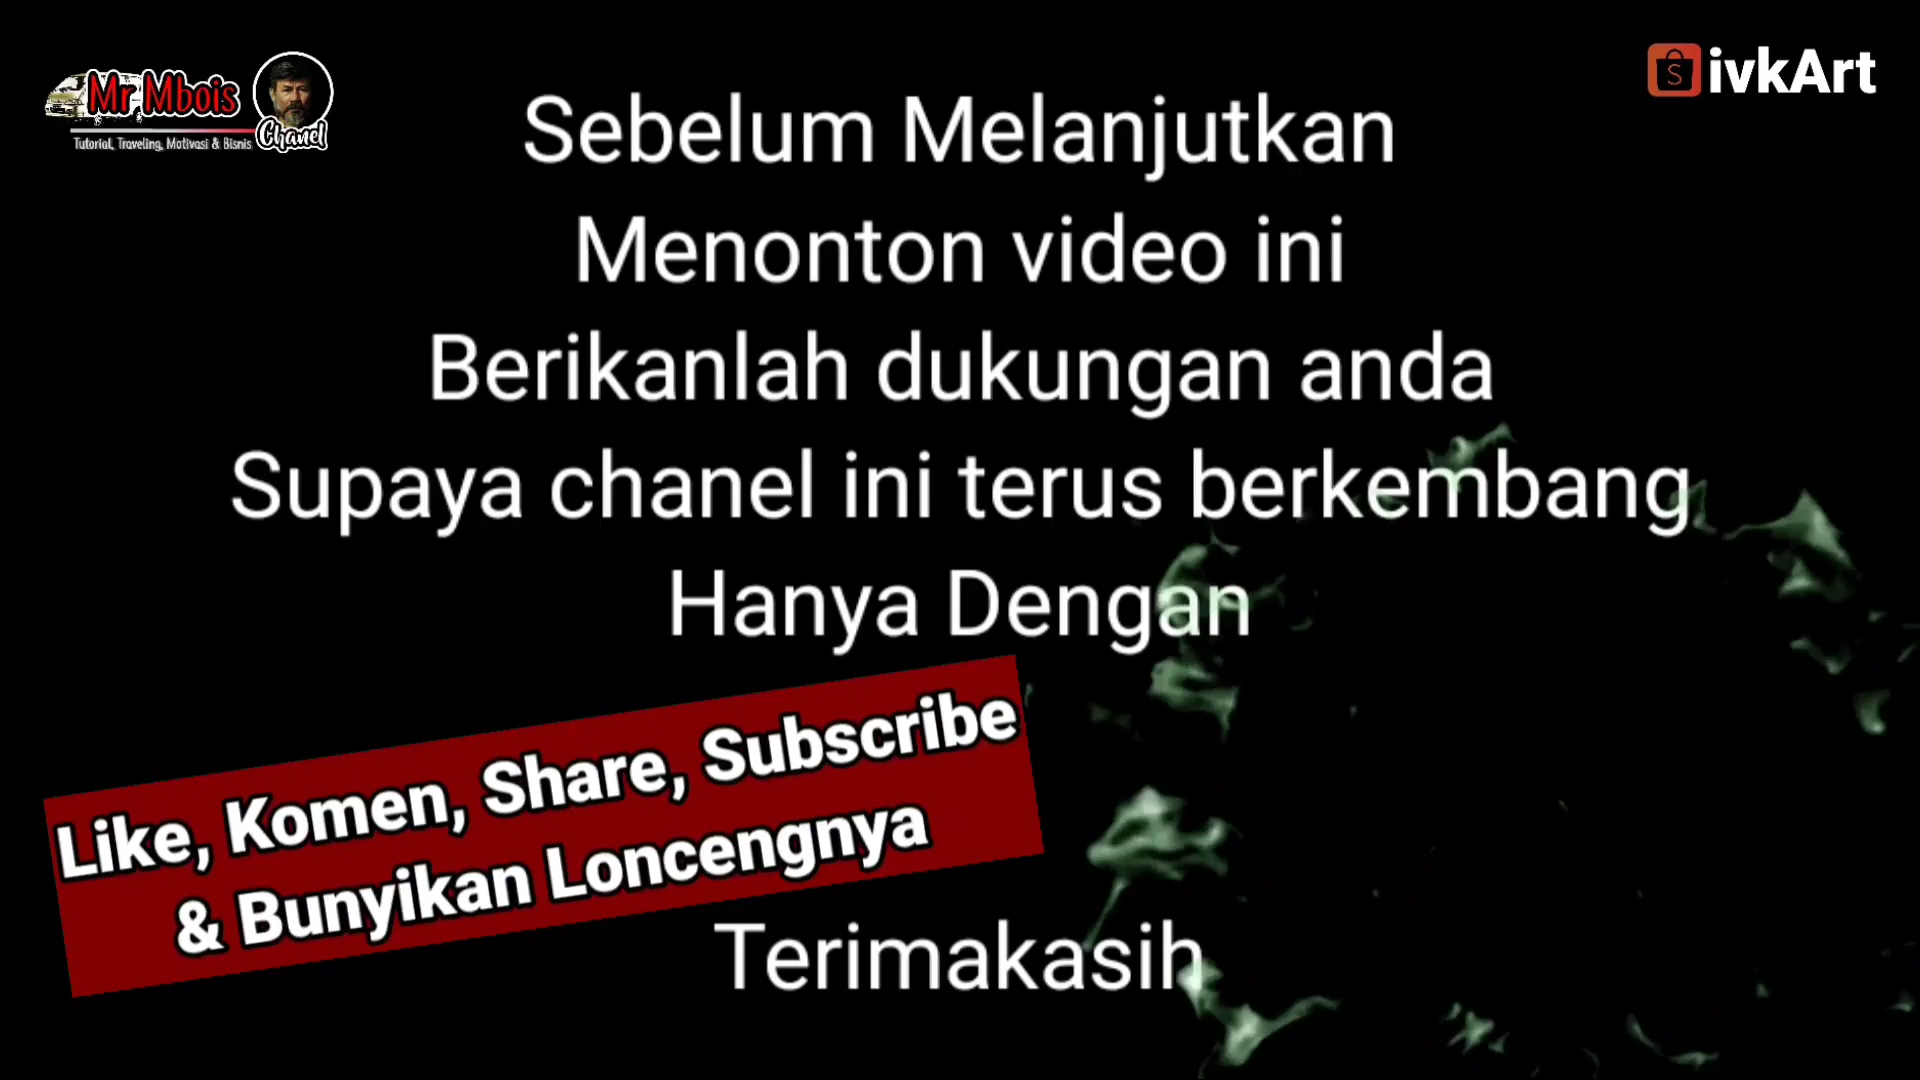 Mr Mbois
Chanel
Tutorial, Traveling, Motivasi & Bisnis
ivkArt
Sebelum Melanjutkan
Menonton video ini
Berikanlah dukungan anda
Supaya chanel ini terus berkembang
Hanya Dengan
Like, Komen, Share, Subscribe
& Bunyikan Loncengnya
Terimakasih